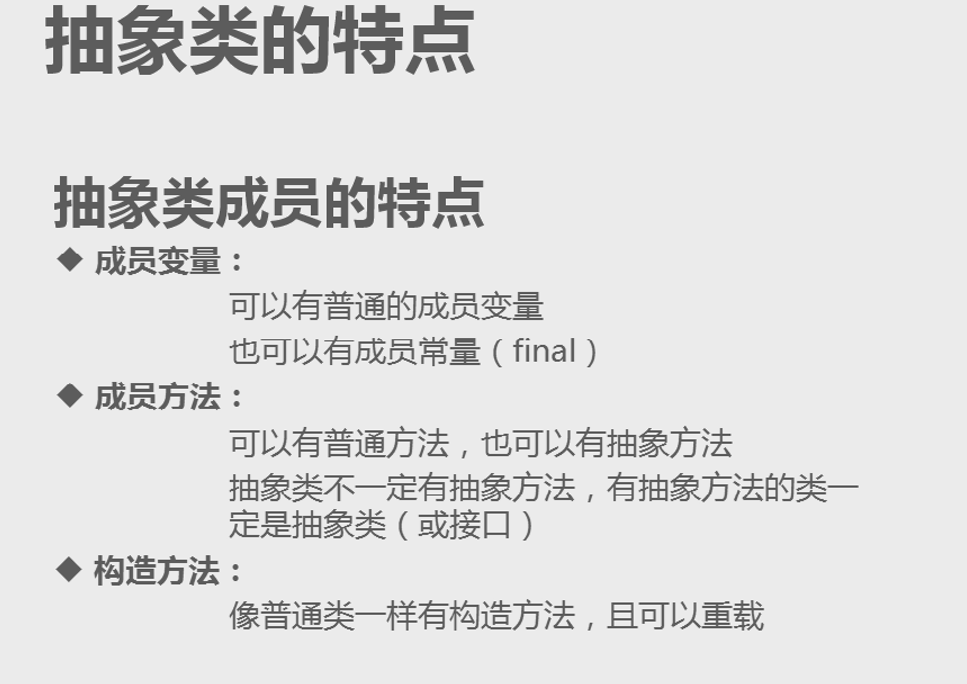 抽象类的特点
抽象类成员的特点
◆ 成员变量：
可以有普通的成员变量
也可以有成员常量（final）
◆ 成员方法：
可以有普通方法，也可以有抽象方法
抽象类不一定有抽象方法，有抽象方法的类一
定是抽象类（或接口）
◆ 构造方法：
像普通类一样有构造方法，且可以重载